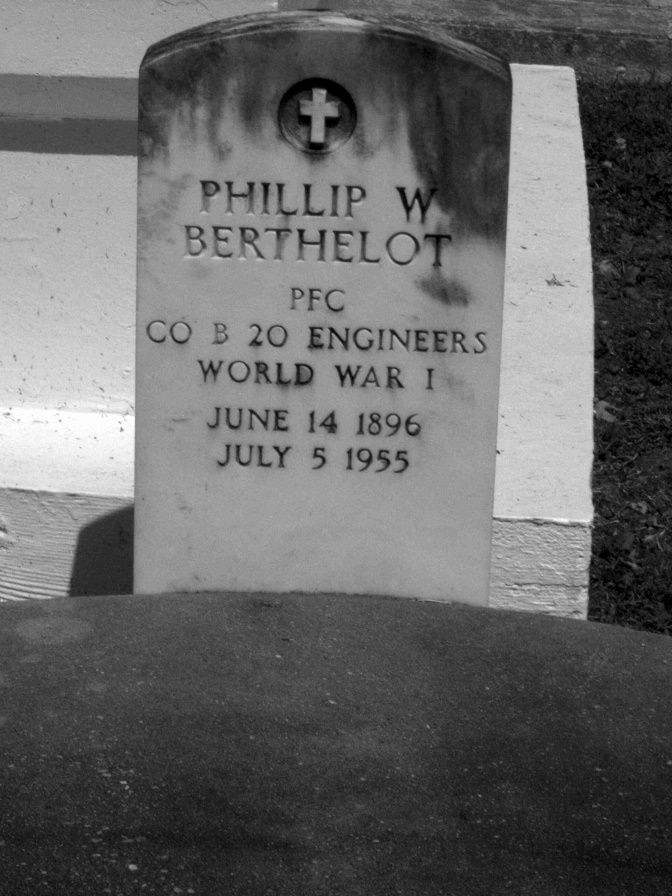 PHILLIP W
BERTHELOT
PFC
CO B 20 ENGINEERS
WORLD WAR I
JUNE 14 1896
JULY 5 1955